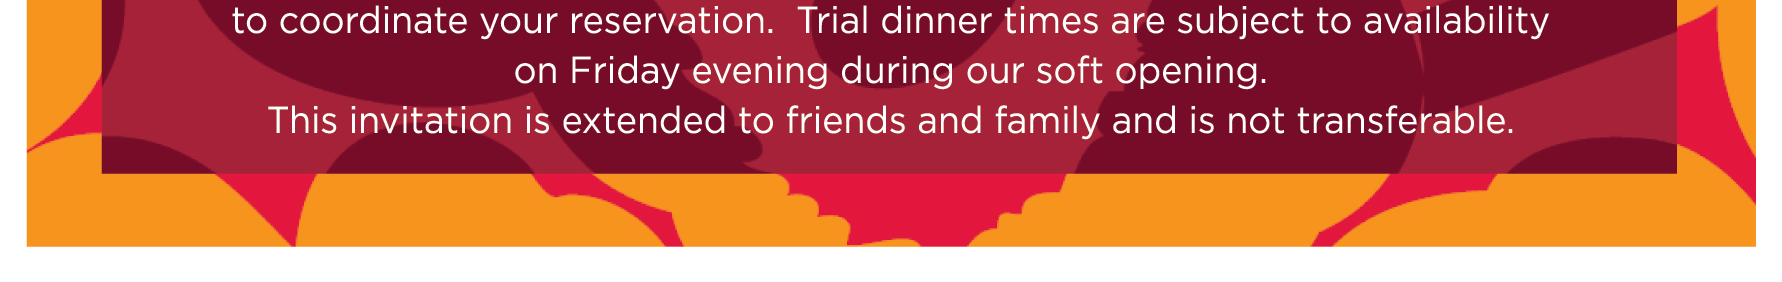 to coordinate your reservation.  Trial dinner times are subject to availability
on Friday evening during our soft opening.
This invitation is extended to friends and family and is not transferable.